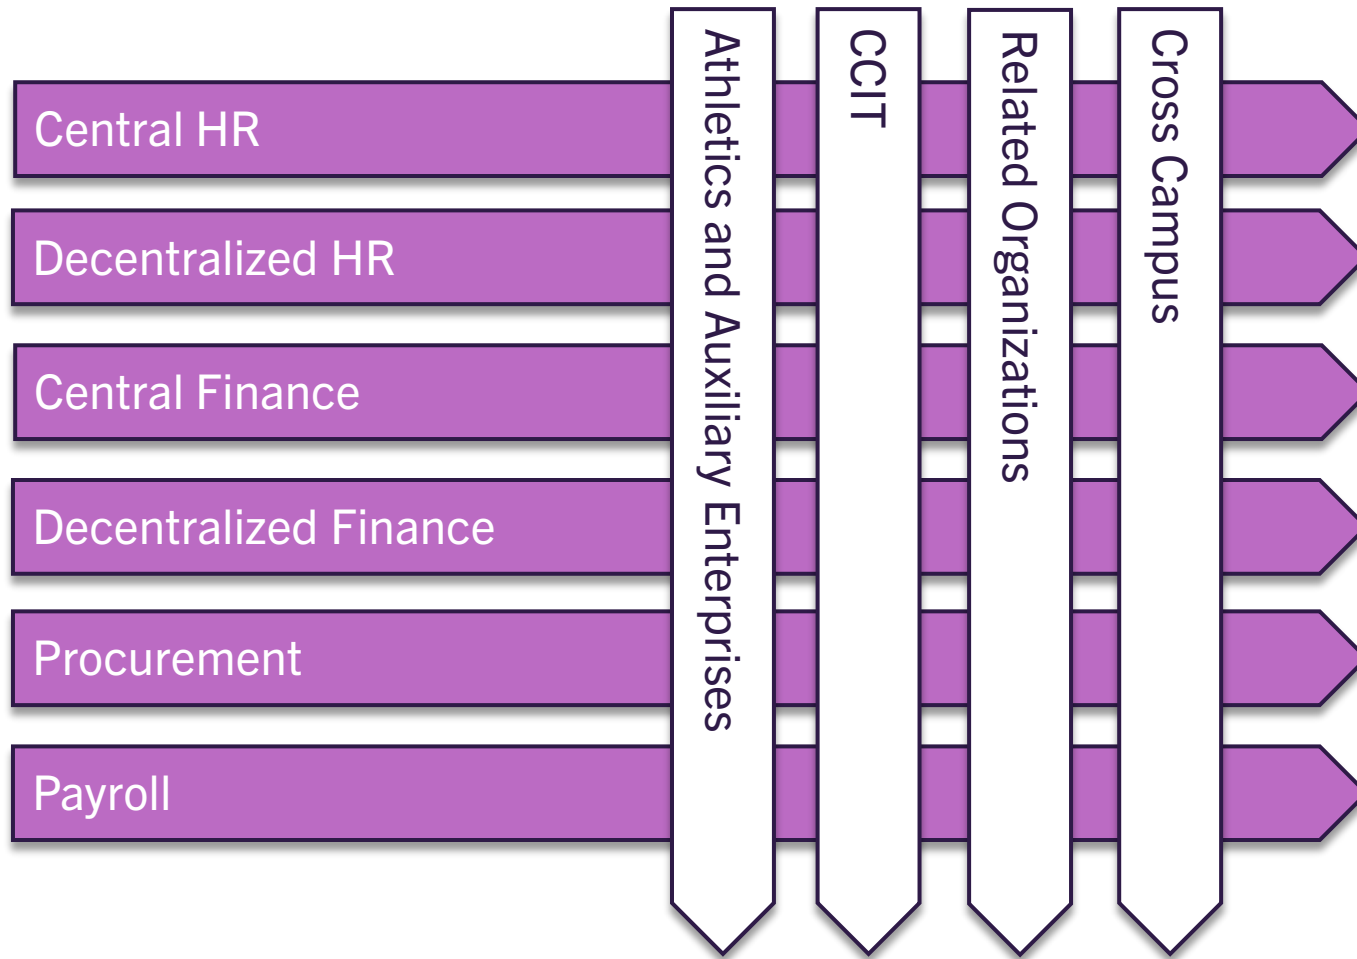 Central HR
Decentralized HR
Central Finance
Decentralized Finance
Procurement
Payroll
Athletics and Auxiliary Enterprises
CCIT
Related Organizations
Cross Campus